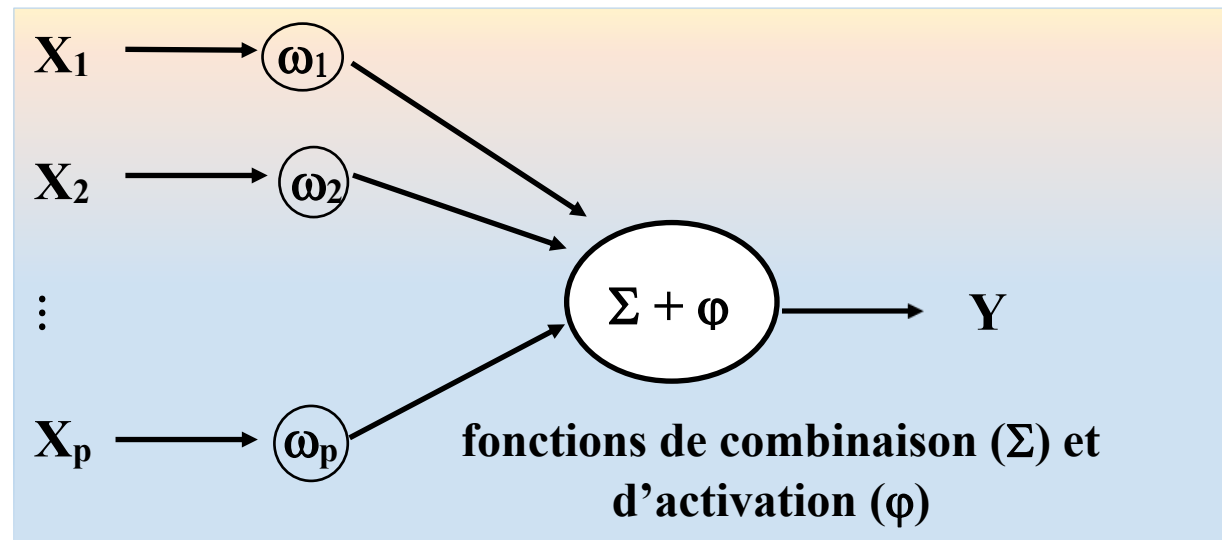 X₁ ω₁
X₂ ω₂
⋮
Σ + φ Y
Xₚ ωₚ
fonctions de combinaison (Σ) et
d’activation (φ)